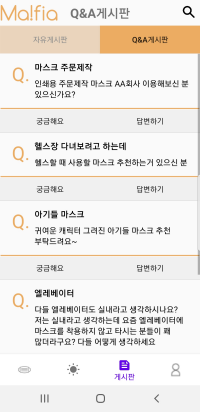 Ma!fia Q&A게시판
자유게시판 Q&A게시판
Q. 마스크 주문제작
인쇄용 주문제작 마스크 AA회사 이용해보신 분
있으신가요?
궁금해요 답변하기
Q. 헬스장 다녀보려고 하는데
헬스할 때 사용할 마스크 추천하는거 있으신 분
궁금해요 답변하기
Q. 아기들 마스크
귀여운 캐릭터 그려진 아기들 마스크 추천
부탁드려요~
궁금해요 답변하기
Q. 엘레베이터
다들 엘레베이터도 실내라고 생각하시나요?
저는 실내라고 생각하는데 요즘 엘레베이터에
마스크를 착용하지 않고 타시는 분들이 꽤
많더라구요? 다들 어떻게 생각하세요
게시판